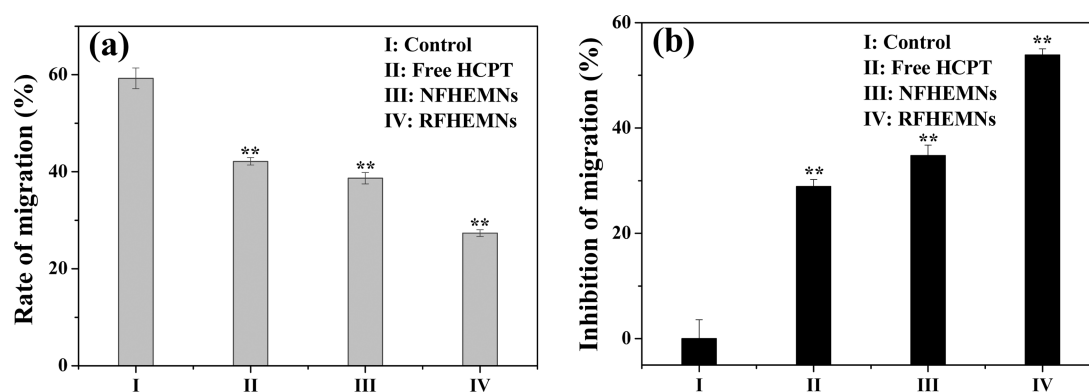 (a)
I: Control
II: Free HCPT
III: NFHEMNs
IV: RFHEMNs
Rate of migration (%)
60
40
20
0
**
**
**
I II III IV
(b)
I: Control
II: Free HCPT
III: NFHEMNs
IV: RFHEMNs
Inhibition of migration (%)
60
40
20
0
**
**
**
I II III IV